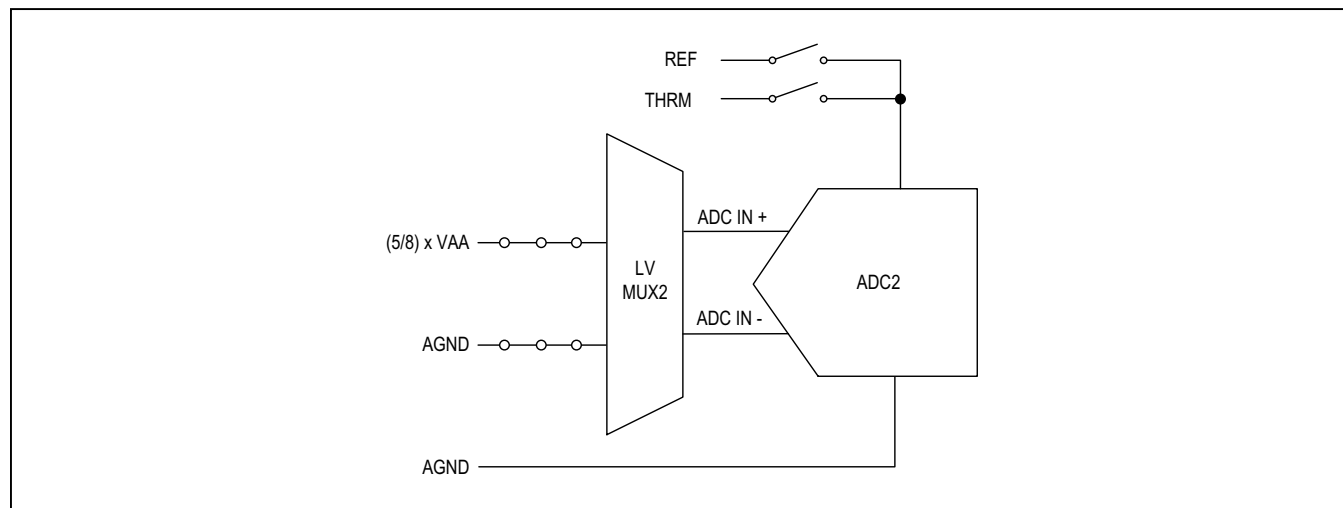 REF
THRM
ADC IN +
(5/8) x VAA
LV
MUX2
ADC2
ADC IN -
AGND
AGND